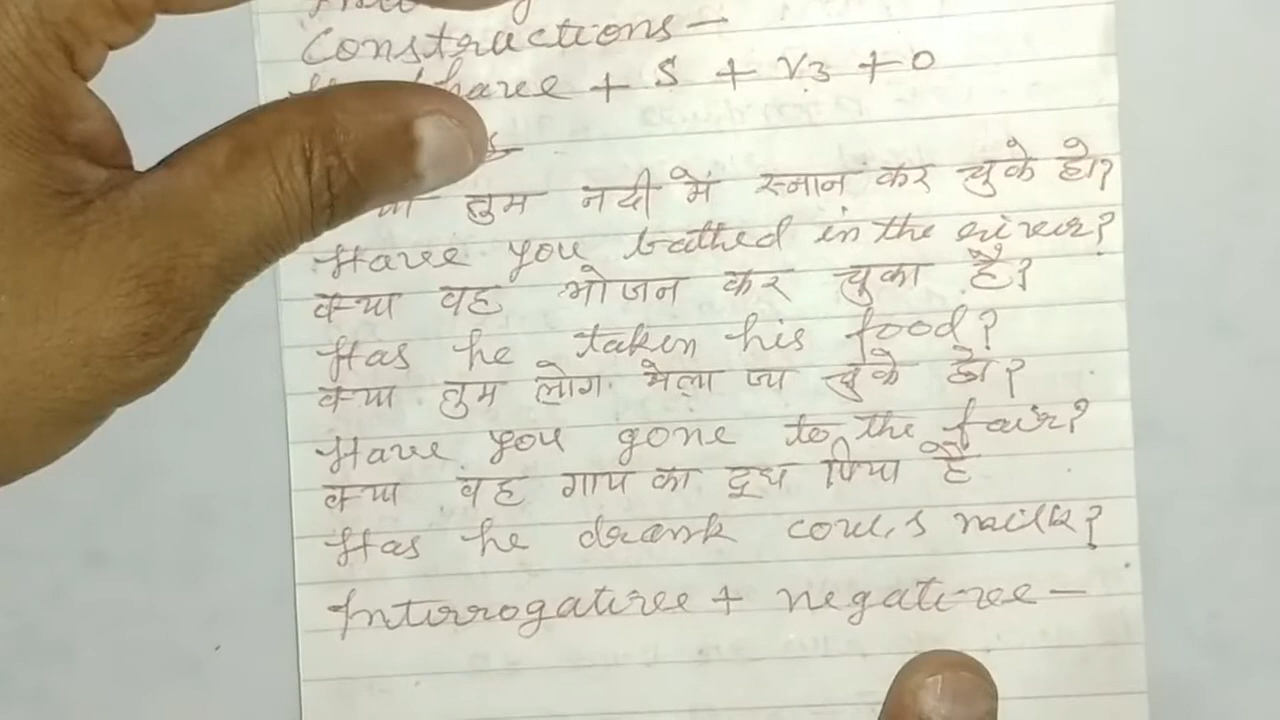 Constructions —
have + S + V3 + O
तुम नदी में स्नान कर चुके हो?
Have you bathed in the river?
क्या वह भोजन कर चुका है?
Has he taken his food?
क्या तुम लोग मेला जा चुके हो?
Have you gone to the fair?
क्या वह गाय का दूध पिया है
Has he drank cow's milk?
Interrogative + negative —